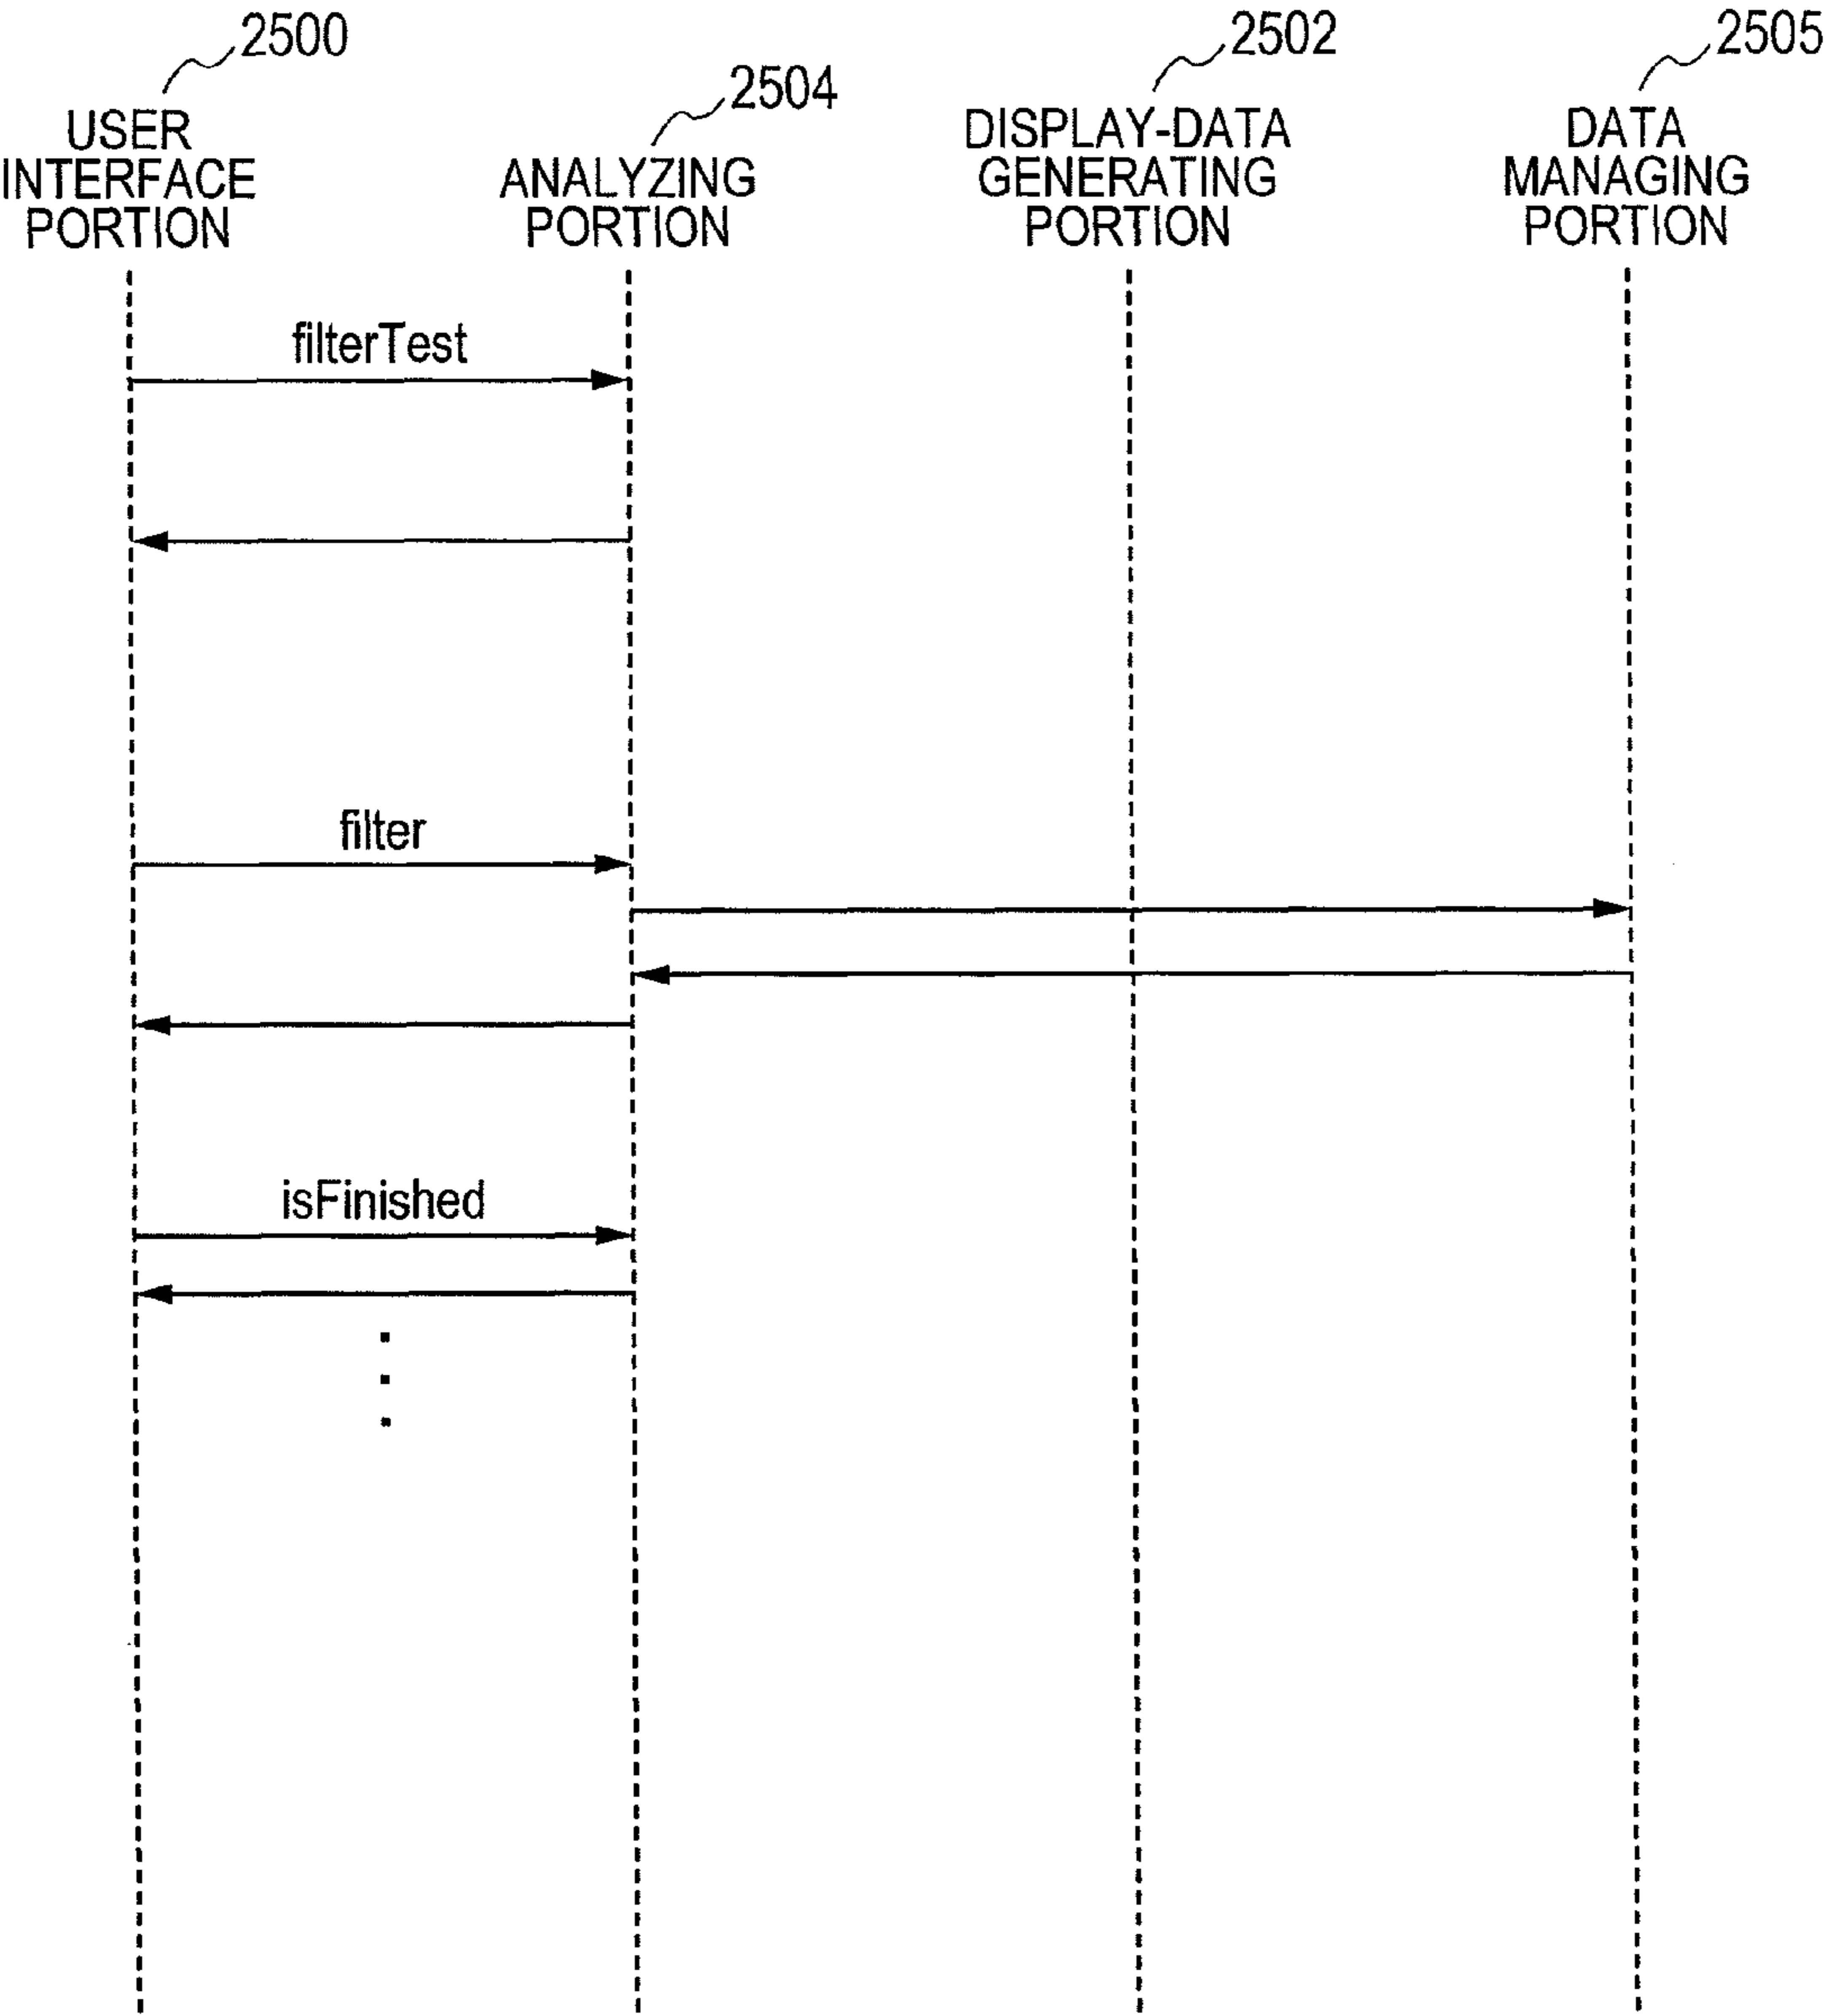 2500
USER
INTERFACE
PORTION
2504
ANALYZING
PORTION
2502
DISPLAY-DATA
GENERATING
PORTION
2505
DATA
MANAGING
PORTION
filterTest
filter
isFinished